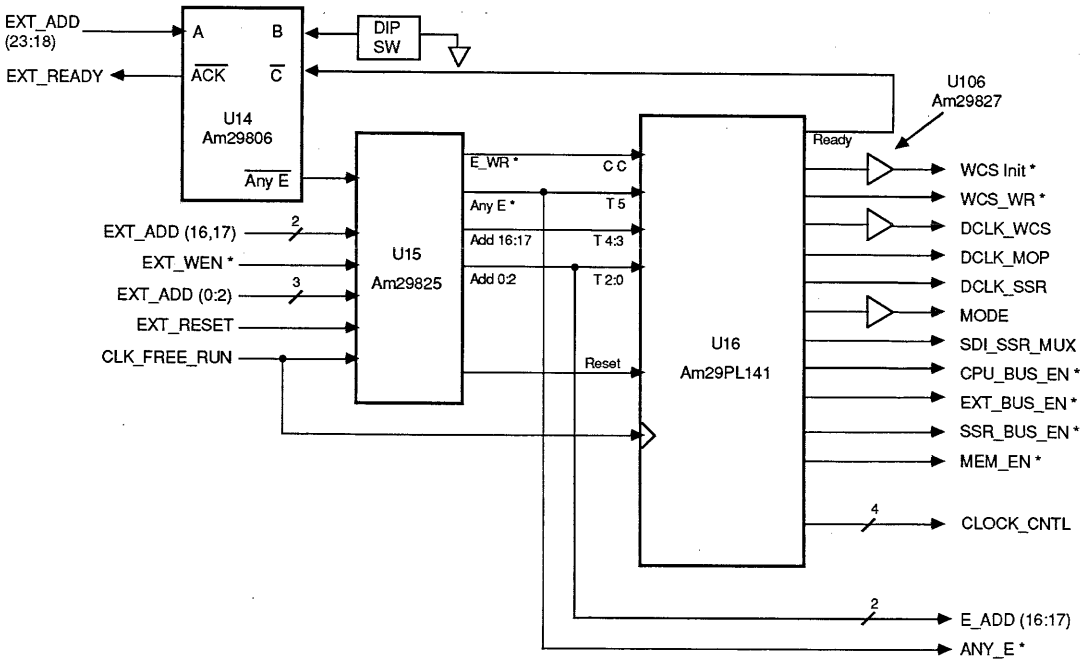 EXT_ADD
(23:18)
EXT_READY
A
B
ACK
C
U14
Am29806
Any E
DIP
SW
U106
Am29827
Ready
E_WR *
C C
Any E *
T 5
Add 16:17
T 4:3
Add 0:2
T 2:0
Reset
EXT_ADD (16,17)
2
EXT_WEN *
EXT_ADD (0:2)
3
EXT_RESET
CLK_FREE_RUN
U15
Am29825
U16
Am29PL141
WCS Init *
WCS_WR *
DCLK_WCS
DCLK_MOP
DCLK_SSR
MODE
SDI_SSR_MUX
CPU_BUS_EN *
EXT_BUS_EN *
SSR_BUS_EN *
MEM_EN *
4
CLOCK_CNTL
2
E_ADD (16:17)
ANY_E *